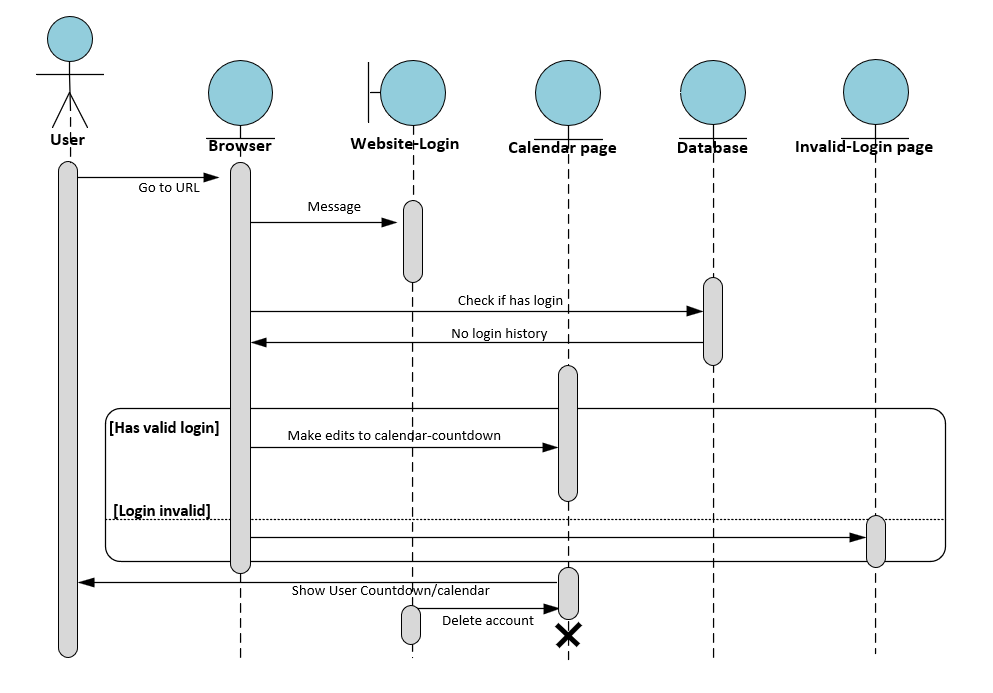 User
Browser
Website-Login
Calendar page
Database
Invalid-Login page
Go to URL
Message
Check if has login
No login history
[Has valid login]
Make edits to calendar-countdown
[Login invalid]
Show User Countdown/calendar
Delete account